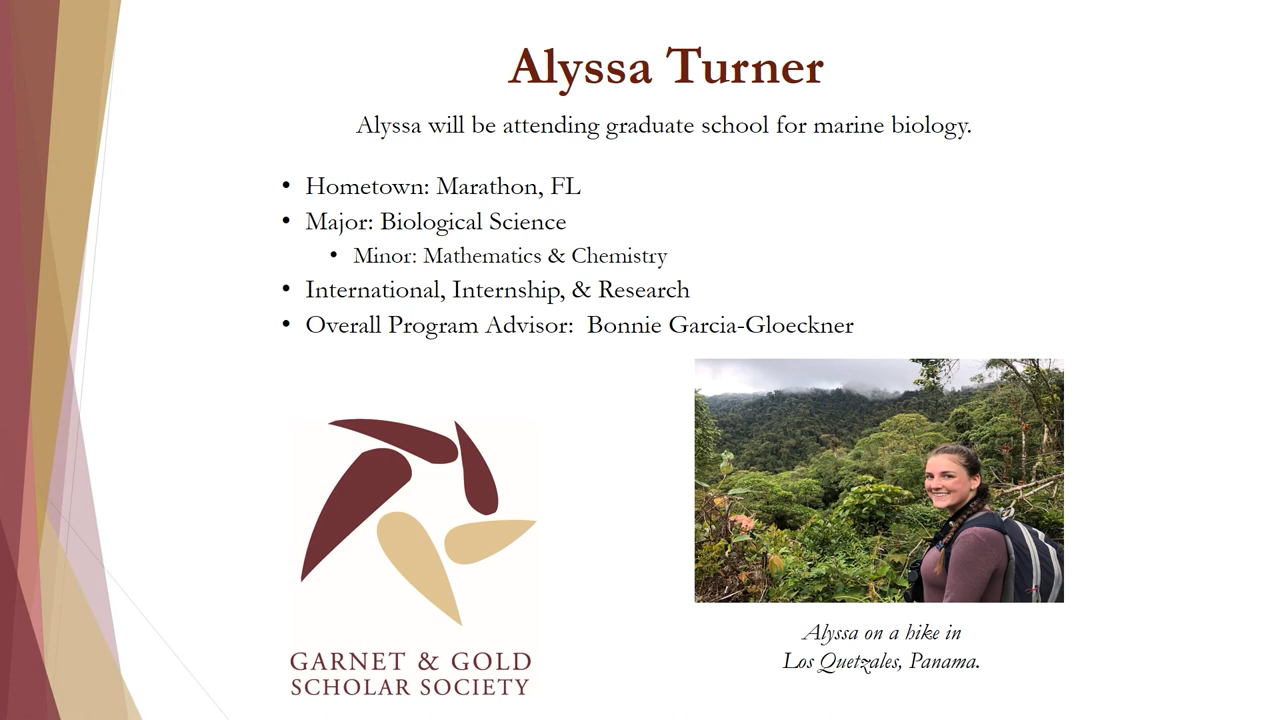 Alyssa Turner
Alyssa will be attending graduate school for marine biology.
• Hometown: Marathon, FL
• Major: Biological Science
• Minor: Mathematics & Chemistry
• International, Internship, & Research
• Overall Program Advisor:  Bonnie Garcia-Gloeckner
GARNET & GOLD
SCHOLAR SOCIETY
Alyssa on a hike in
Los Quetzales, Panama.